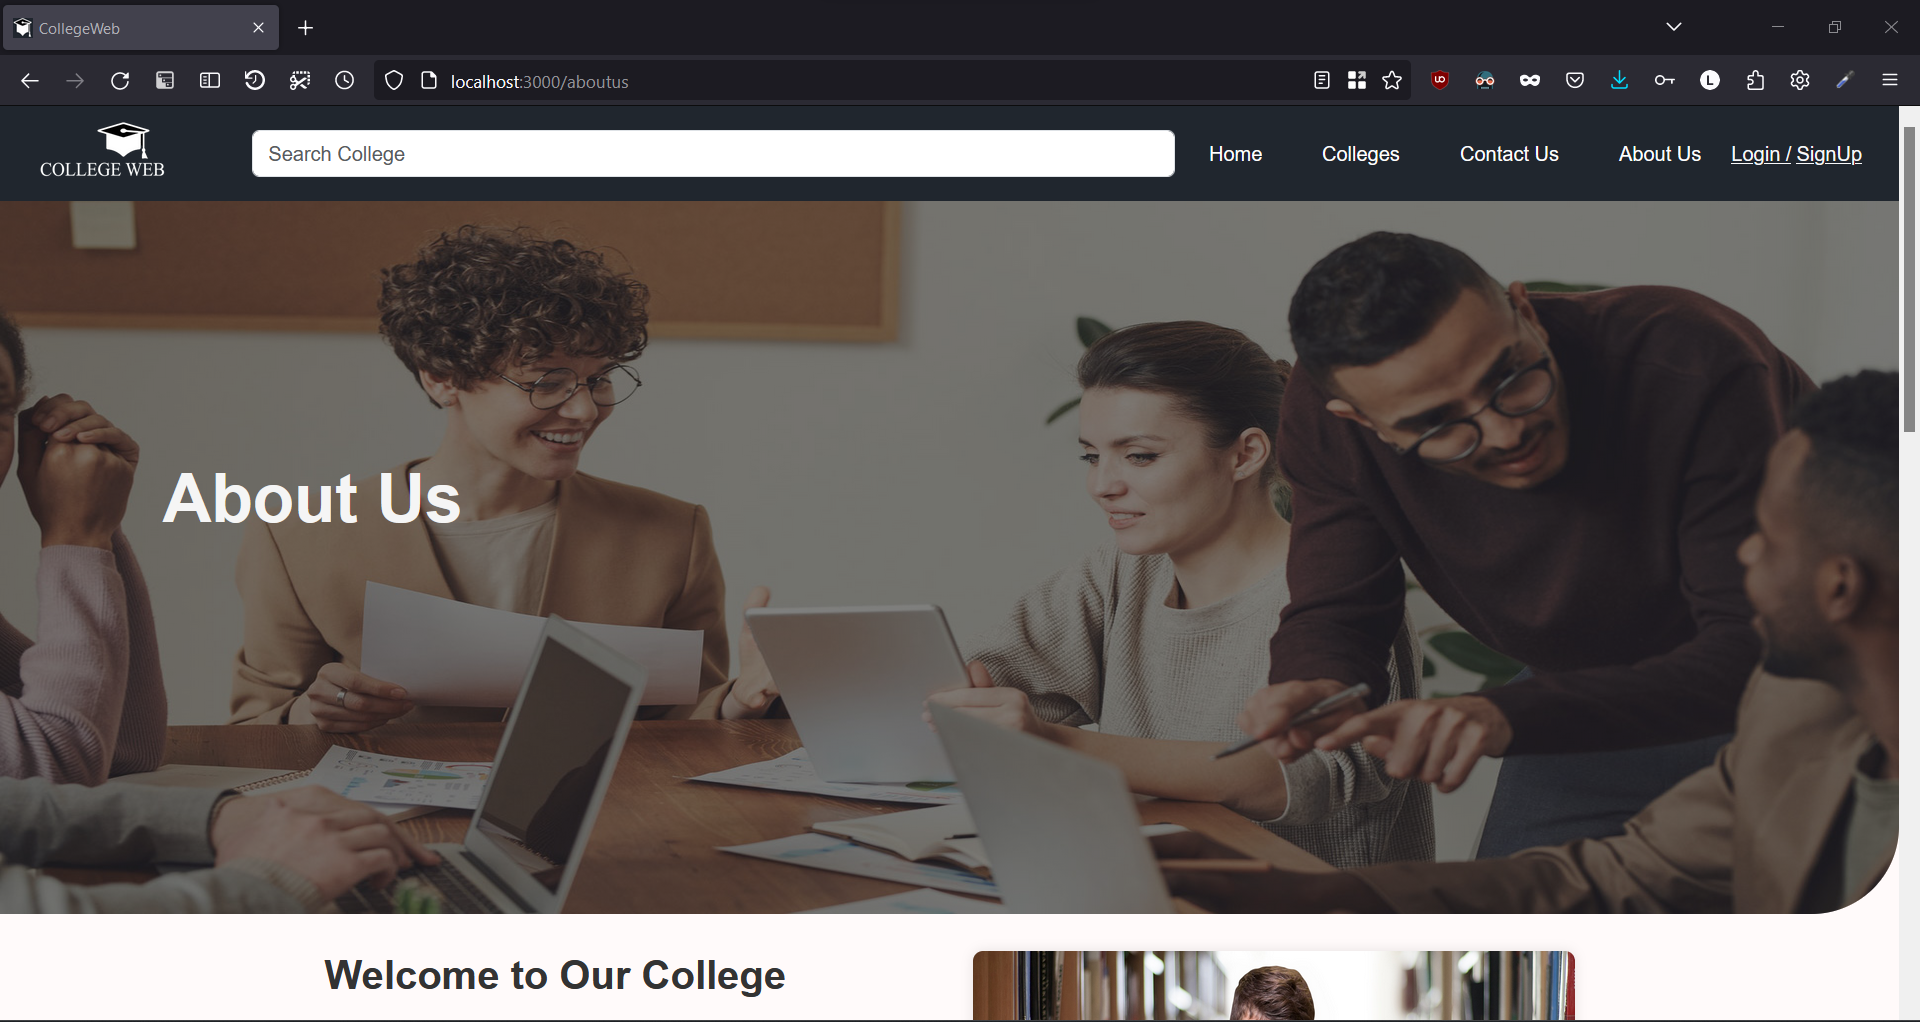 CollegeWeb
localhost:3000/aboutus
COLLEGE WEB
Search College
Home
Colleges
Contact Us
About Us
Login / SignUp
About Us
Welcome to Our College